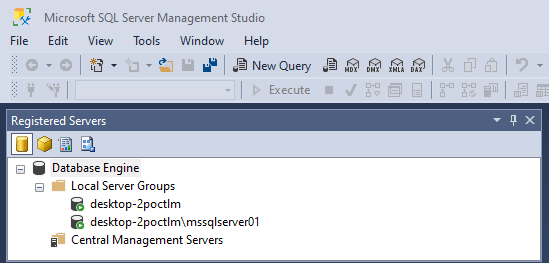 Microsoft SQL Server Management Studio
File Edit View Tools Window Help
New Query MDX DMX XMLA DAX
Execute
Registered Servers
Database Engine
Local Server Groups
desktop-2poctlm
desktop-2poctlm\mssqlserver01
Central Management Servers